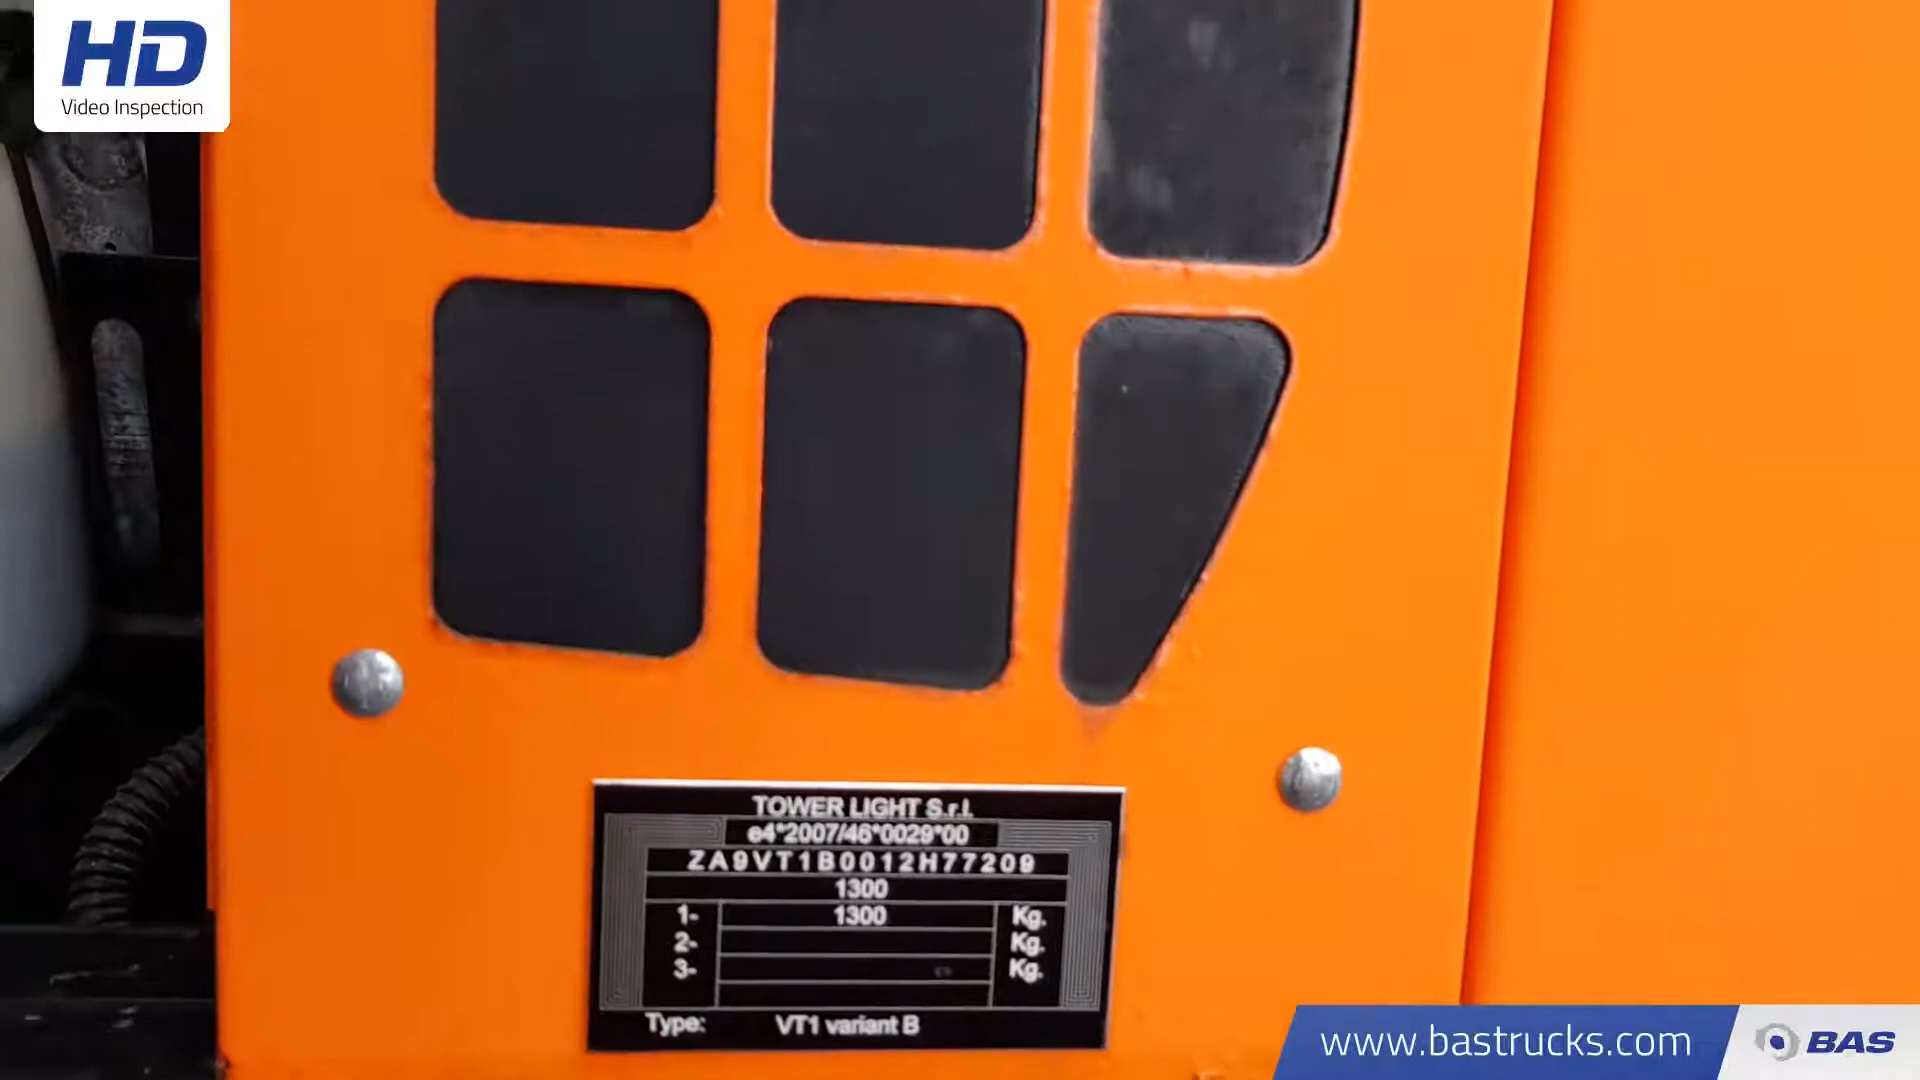 HD
Video Inspection
TOWER LIGHT S.r.l.
e4*2007/46*0029*00
ZA9VT1B0012H77209
1300
1- 1300 Kg.
2- Kg.
3- Kg.
Type: VT1 variant B
www.bastrucks.com
BAS